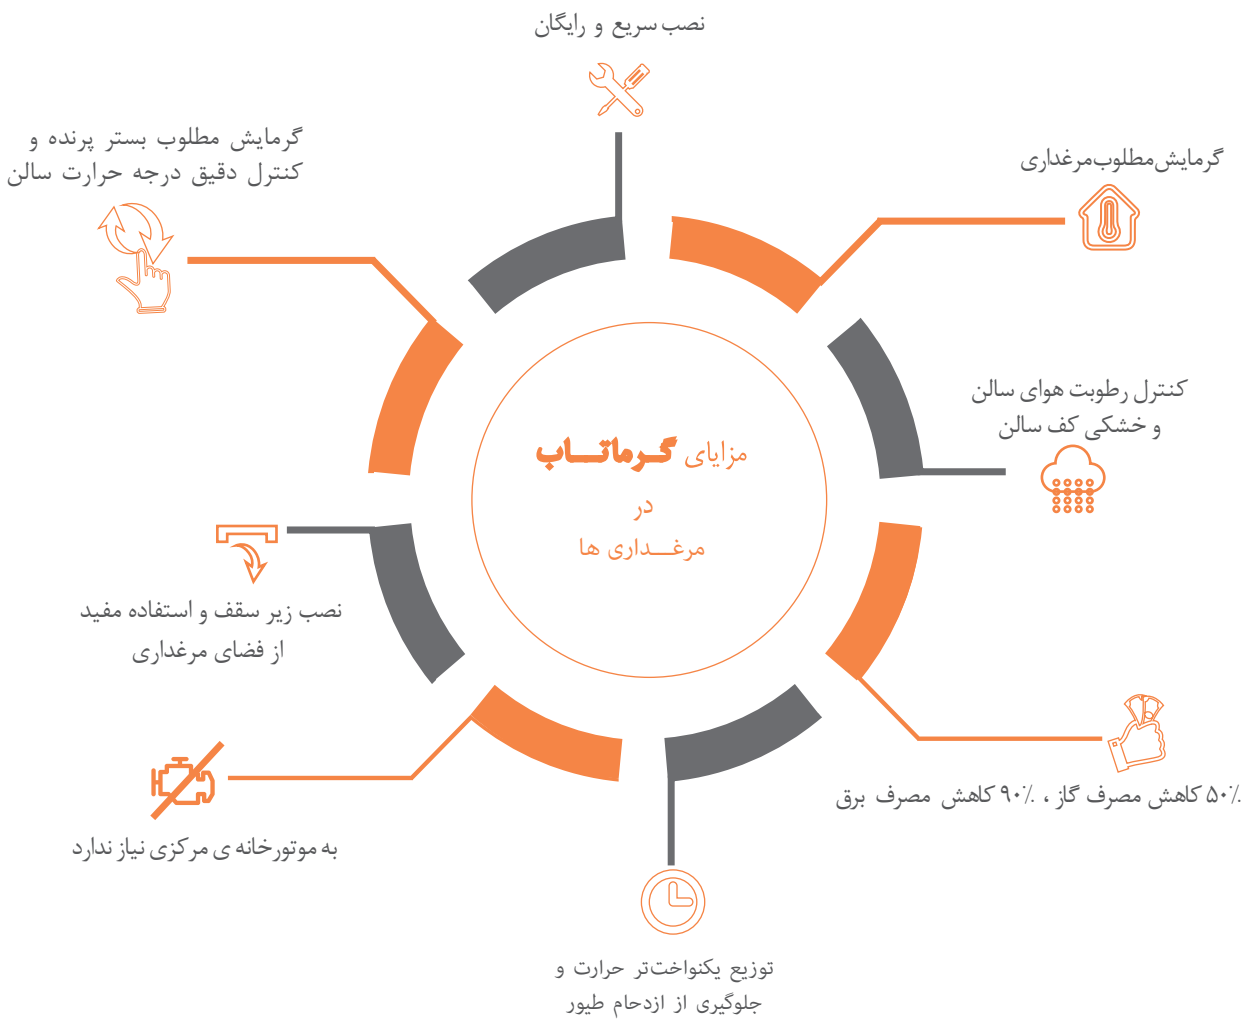 نصب سریع و رایگان
گرمایش مطلوب مرغداری
کنترل رطوبت هوای سالن
و خشکی کف سالن
۵۰٪ کاهش مصرف گاز ، ۹۰٪ کاهش مصرف برق
توزیع یکنواخت‌تر حرارت و
جلوگیری از ازدحام طیور
به موتورخانه ی مرکزی نیاز ندارد
نصب زیر سقف و استفاده مفید
از فضای مرغداری
گرمایش مطلوب بستر پرنده و
کنترل دقیق درجه حرارت سالن
مزایای گـرماتــاب
در
مرغــداری ها